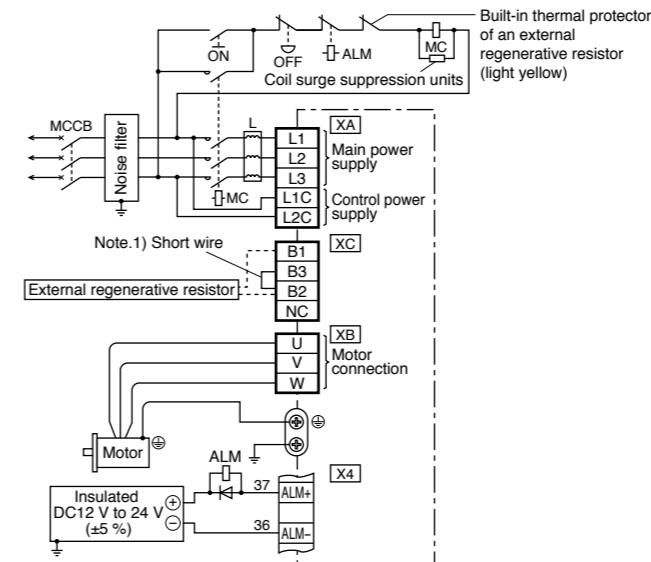 Built-in thermal protector
of an external
regenerative resistor
(light yellow)
ON
OFF
ALM
MC
Coil surge suppression units
MCCB
Noise filter
L
XA
L1
L2
L3
Main power
supply
MC
L1C
L2C
Control power
supply
Note.1) Short wire
XC
B1
B3
B2
NC
External regenerative resistor
XB
U
V
W
Motor
connection
Motor
ALM
X4
37
ALM+
Insulated
DC12 V to 24 V
(±5 %)
+
−
36
ALM−